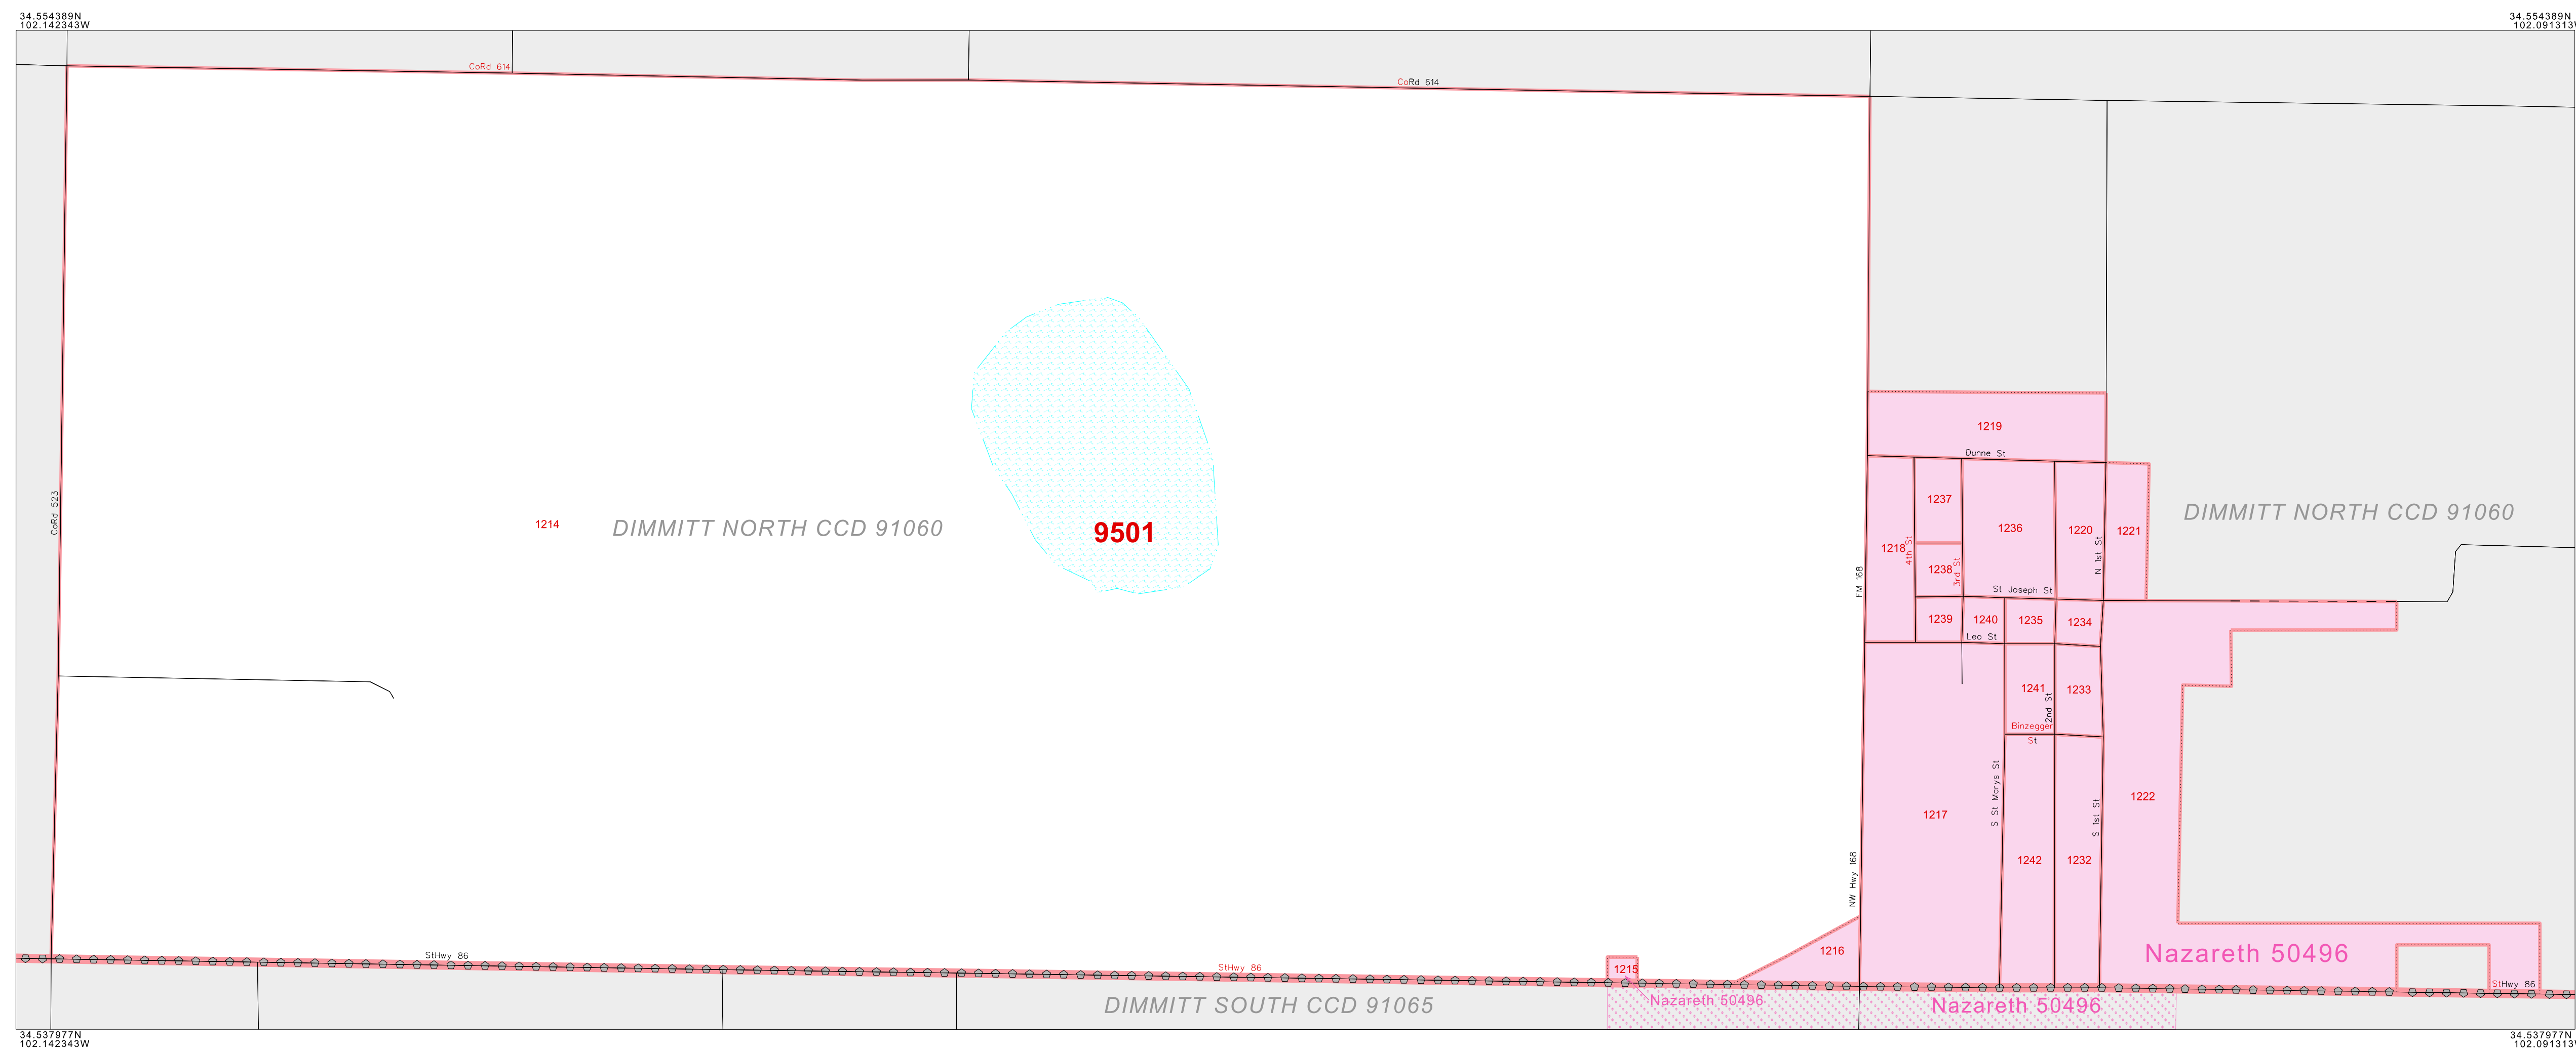 34.554389N
102.142343W
34.554389N
102.091313W
CoRd 614
CoRd 614
CoRd 523
1214
DIMMITT NORTH CCD 91060
9501
1219
Dunne St
1237
1236
1220
1221
DIMMITT NORTH CCD 91060
1218
4th St
1238
3rd St
N 1st St
FM 168
St Joseph St
1239
1240
1235
1234
Leo St
1241
2nd St
1233
Binzegger
St
S St Marys St
S 1st St
1222
1217
1242
1232
NW Hwy 168
1216
Nazareth 50496
StHwy 86
StHwy 86
1215
StHwy 86
Nazareth 50496
DIMMITT SOUTH CCD 91065
Nazareth 50496
34.537977N
102.142343W
34.537977N
102.091313W